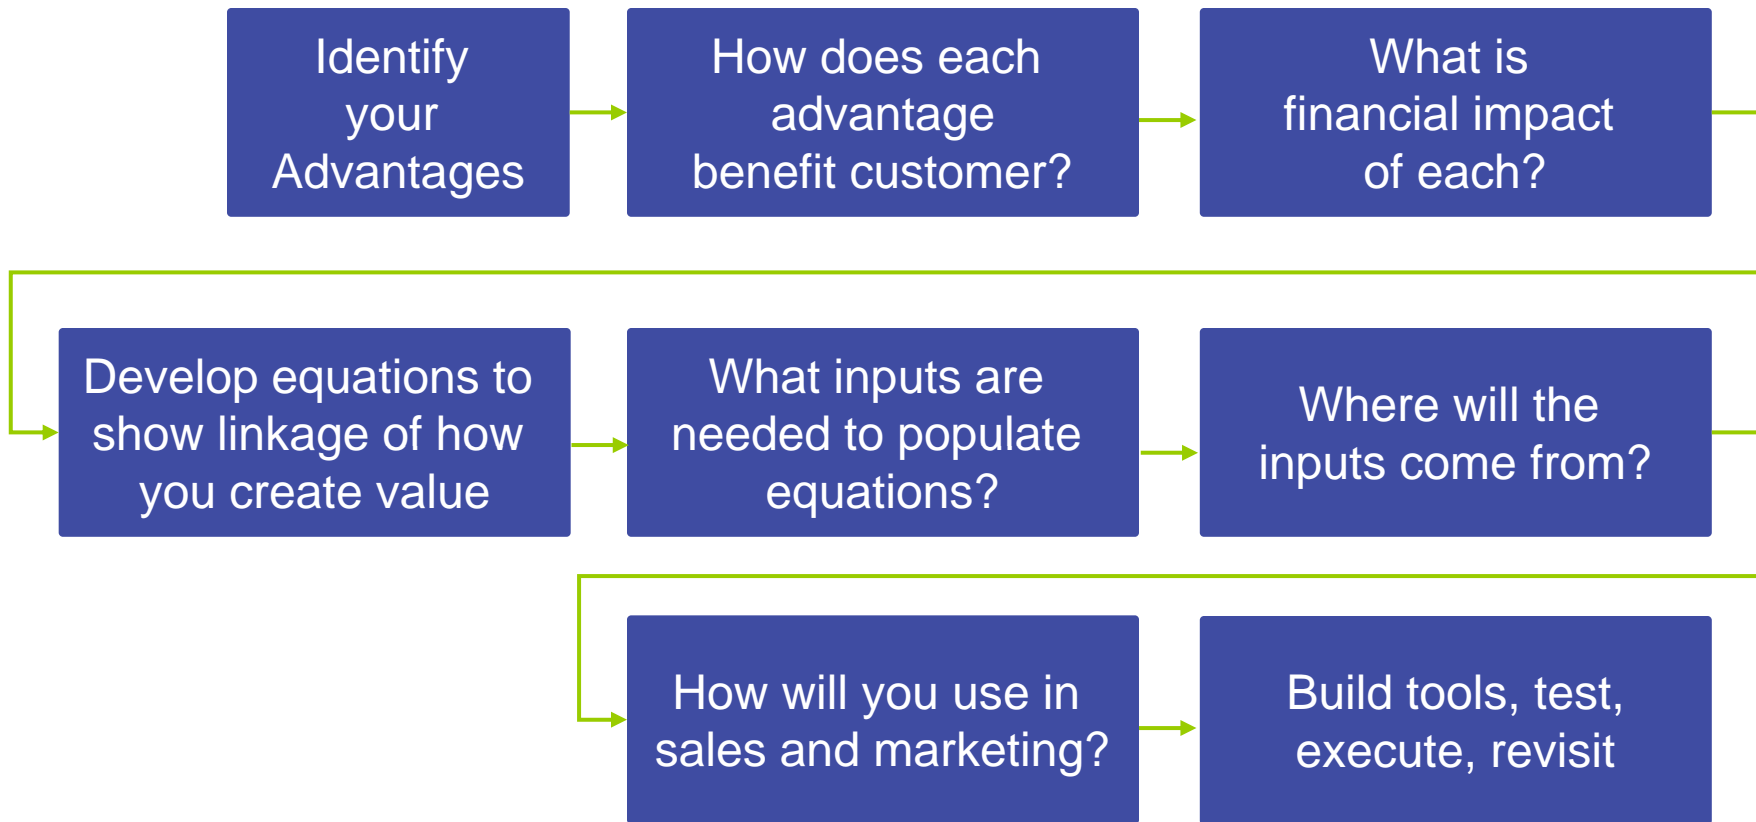 Identify
your
Advantages
How does each
advantage
benefit customer?
What is
financial impact
of each?
Develop equations to
show linkage of how
you create value
What inputs are
needed to populate
equations?
Where will the
inputs come from?
How will you use in
sales and marketing?
Build tools, test,
execute, revisit